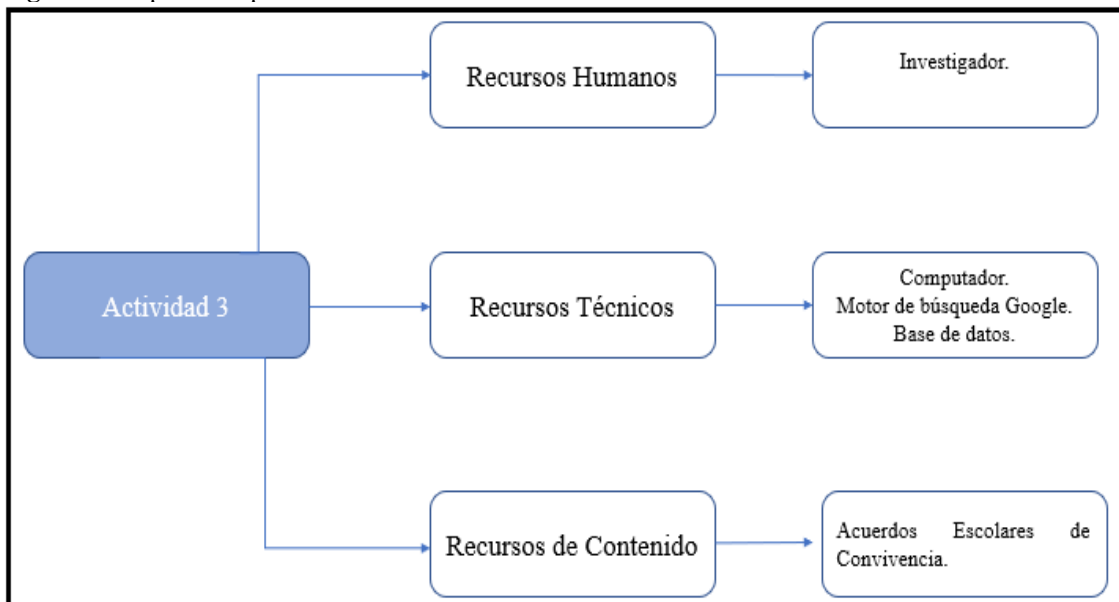 Recursos Humanos
Investigador.
Actividad 3
Recursos Técnicos
Computador.
Motor de búsqueda Google.
Base de datos.
Recursos de Contenido
Acuerdos Escolares de
Convivencia.